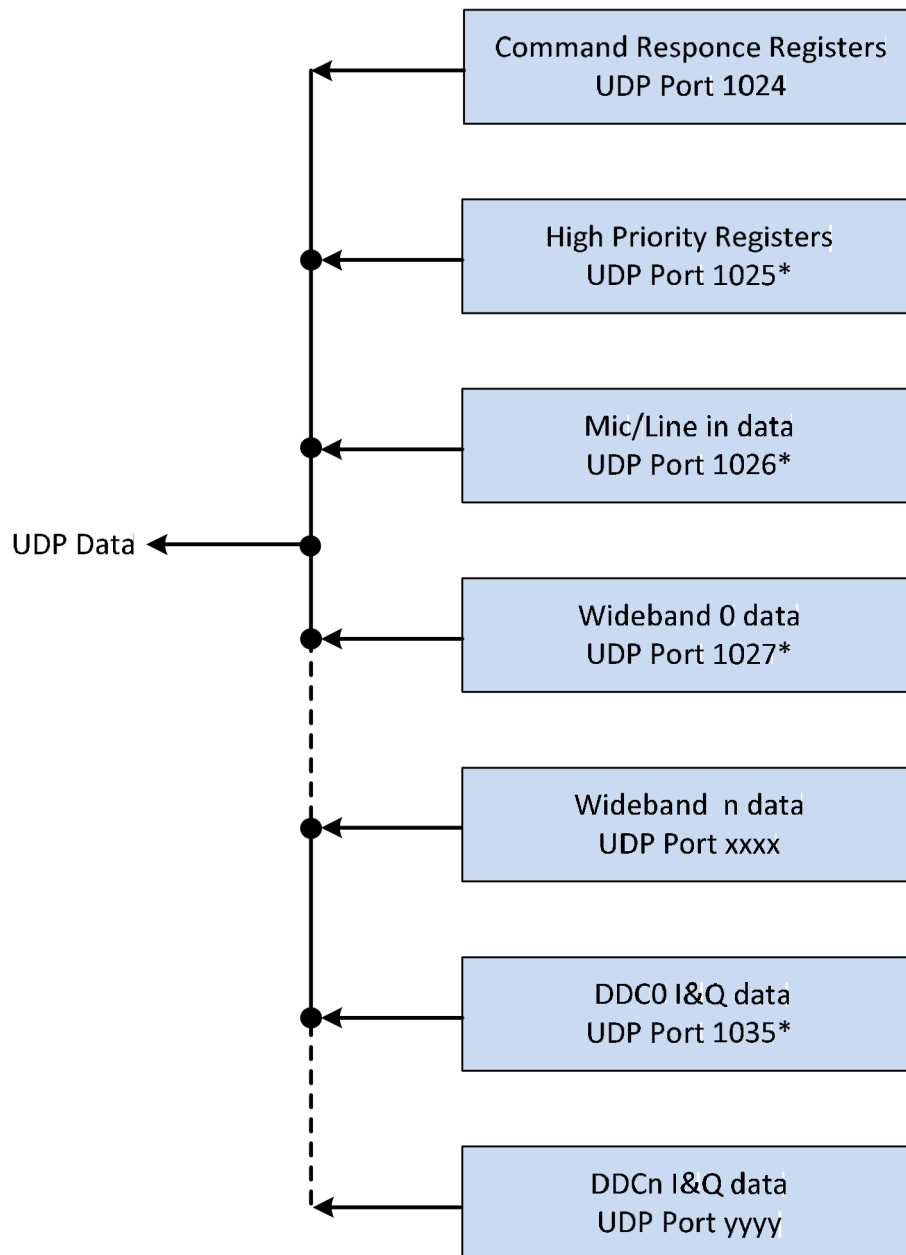 Command Responce Registers
UDP Port 1024
High Priority Registers
UDP Port 1025*
Mic/Line in data
UDP Port 1026*
UDP Data
Wideband 0 data
UDP Port 1027*
Wideband n data
UDP Port xxxx
DDC0 I&Q data
UDP Port 1035*
DDCn I&Q data
UDP Port yyyy